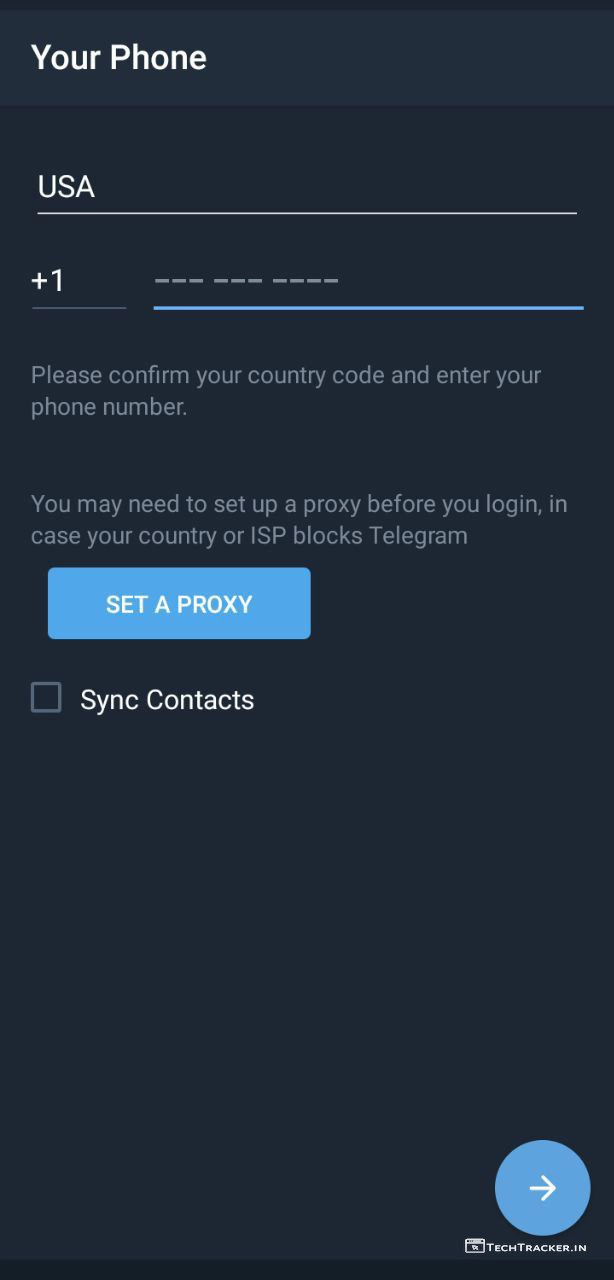 Your Phone
USA
+1 --- --- ----
Please confirm your country code and enter your
phone number.
You may need to set up a proxy before you login, in
case your country or ISP blocks Telegram
SET A PROXY
Sync Contacts
TECHTRACKER.IN